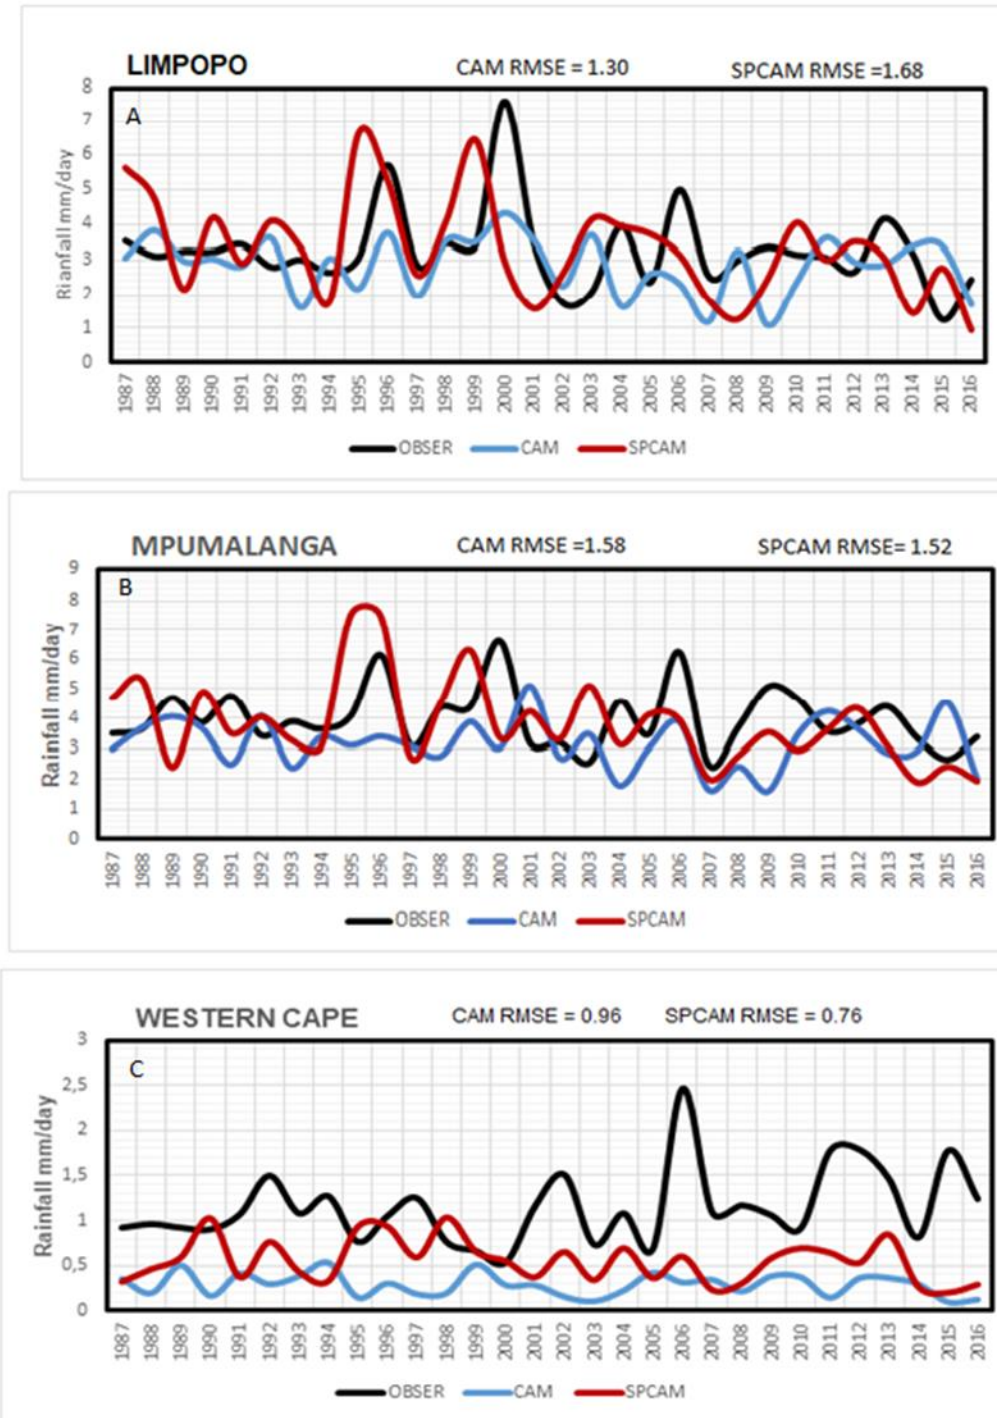 LIMPOPO CAM RMSE = 1.30 SPCAM RMSE =1.68
A
Rianfall mm/day
8
7
6
5
4
3
2
1
0
1987 1988 1989 1990 1991 1992 1993 1994 1995 1996 1997 1998 1999 2000 2001 2002 2003 2004 2005 2006 2007 2008 2009 2010 2011 2012 2013 2014 2015 2016
OBSER CAM SPCAM
MPUMALANGA CAM RMSE =1.58 SPCAM RMSE= 1.52
B
Rainfall mm/day
9
8
7
6
5
4
3
2
1
0
1987 1988 1989 1990 1991 1992 1993 1994 1995 1996 1997 1998 1999 2000 2001 2002 2003 2004 2005 2006 2007 2008 2009 2010 2011 2012 2013 2014 2015 2016
OBSER CAM SPCAM
WESTERN CAPE CAM RMSE = 0.96 SPCAM RMSE = 0.76
C
Rainfall mm/day
3
2,5
2
1,5
1
0,5
0
1987 1988 1989 1990 1991 1992 1993 1994 1995 1996 1997 1998 1999 2000 2001 2002 2003 2004 2005 2006 2007 2008 2009 2010 2011 2012 2013 2014 2015 2016
OBSER CAM SPCAM